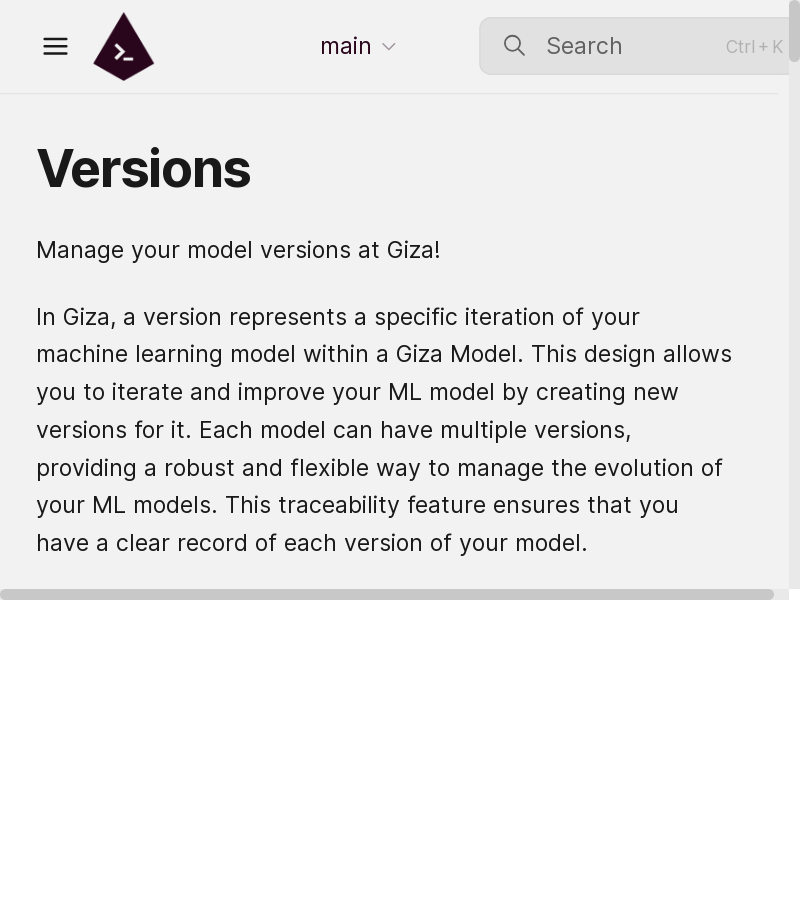 main
Search
Ctrl + K
Versions
Manage your model versions at Giza!
In Giza, a version represents a specific iteration of your
machine learning model within a Giza Model. This design allows
you to iterate and improve your ML model by creating new
versions for it. Each model can have multiple versions,
providing a robust and flexible way to manage the evolution of
your ML models. This traceability feature ensures that you
have a clear record of each version of your model.